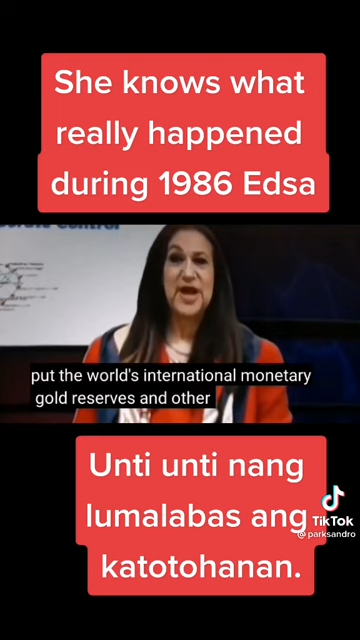 She knows what
really happened
during 1986 Edsa
put the world's international monetary
gold reserves and other
Unti unti nang
lumalabas ang
katotohanan.
TikTok
@parksandro